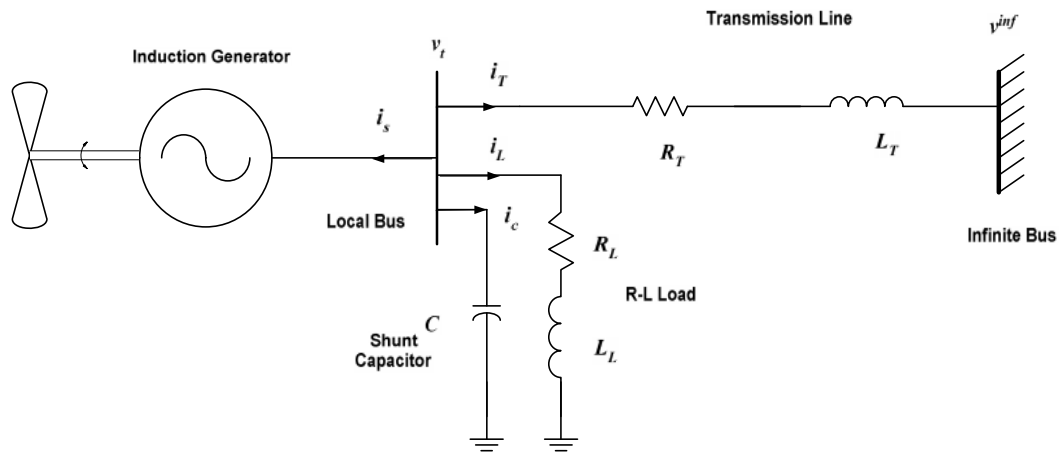 Transmission Line
v^inf
Induction Generator
v_t
i_T
i_s
R_T
L_T
i_L
Local Bus
i_c
Infinite Bus
R_L
R-L Load
C
Shunt
Capacitor
L_L